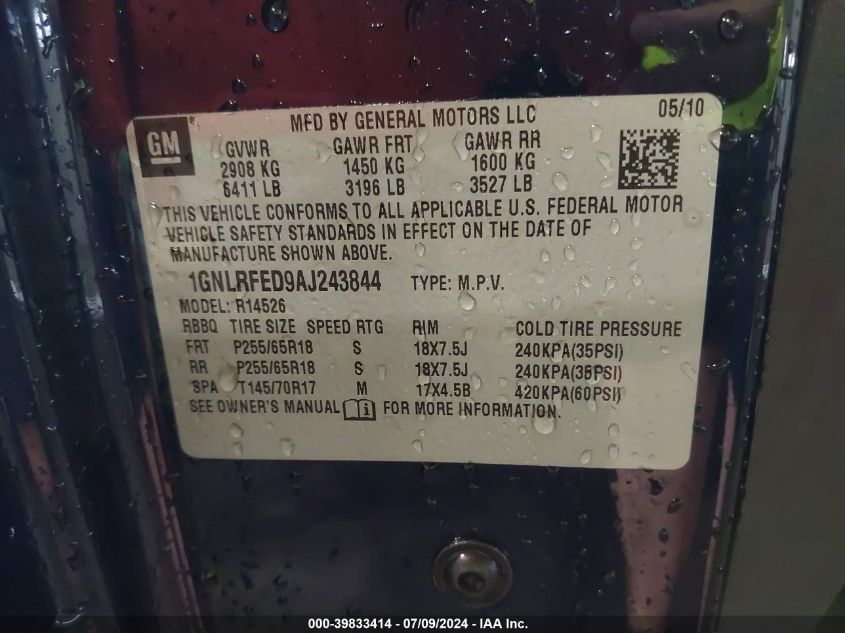 GM
MFD BY GENERAL MOTORS LLC 05/10
GVWR GAWR FRT GAWR RR
2908 KG 1450 KG 1600 KG
6411 LB 3196 LB 3527 LB
THIS VEHICLE CONFORMS TO ALL APPLICABLE U.S. FEDERAL MOTOR
VEHICLE SAFETY STANDARDS IN EFFECT ON THE DATE OF
MANUFACTURE SHOWN ABOVE.
1GNLRFED9AJ243844 TYPE: M.P.V.
MODEL: R14526
RBBQ TIRE SIZE SPEED RTG RIM COLD TIRE PRESSURE
FRT P255/65R18 S 18X7.5J 240KPA(35PSI)
RR P255/65R18 S 18X7.5J 240KPA(35PSI)
SPA T145/70R17 M 17X4.5B 420KPA(60PSI)
SEE OWNER'S MANUAL FOR MORE INFORMATION.
000-39833414 / 07/09/2024 - IAA Inc.